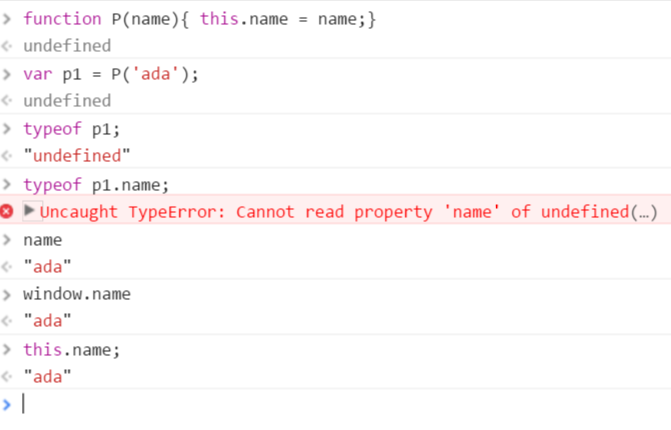 > function P(name){ this.name = name;}
undefined
> var p1 = P('ada');
undefined
> typeof p1;
"undefined"
> typeof p1.name;
Uncaught TypeError: Cannot read property 'name' of undefined(…)
> name
"ada"
> window.name
"ada"
> this.name;
"ada"
>